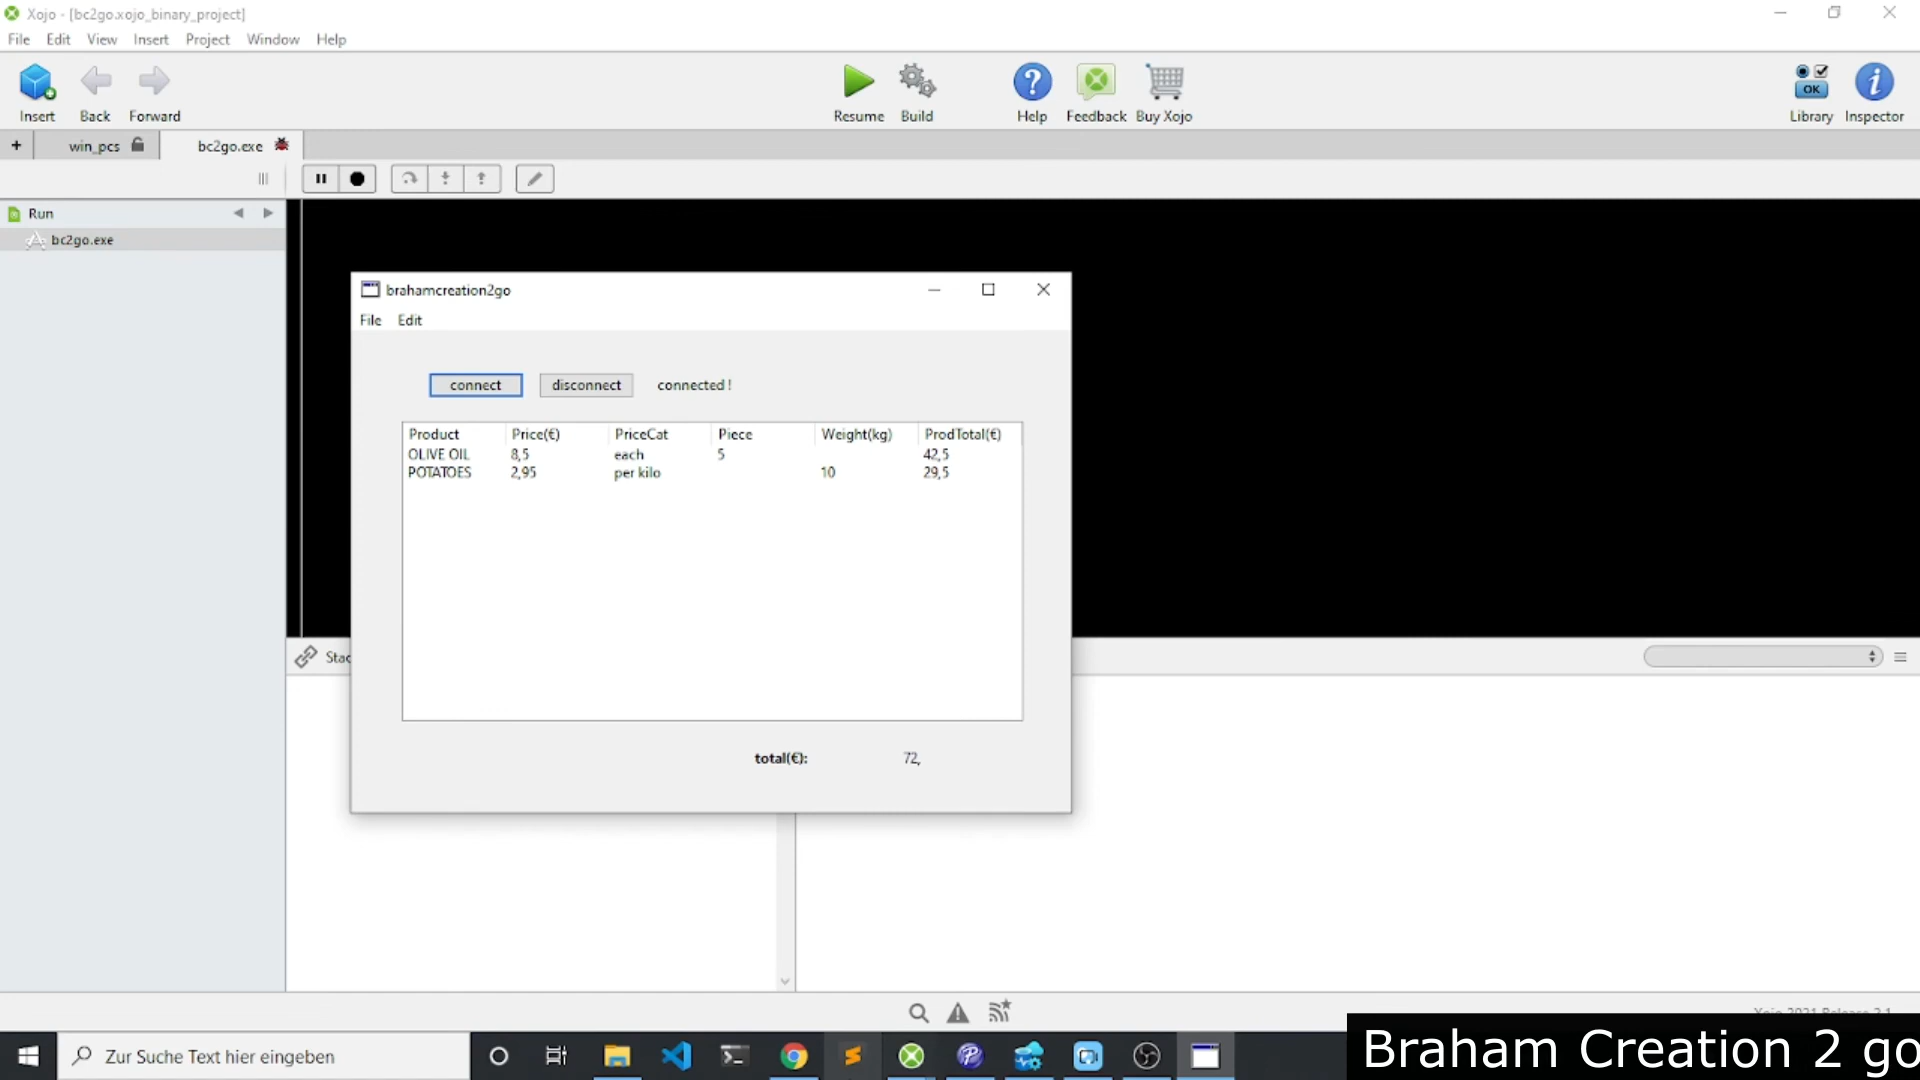 Xojo - [bc2go.xojo_binary_project]
File Edit View Insert Project Window Help
Insert Back Forward Resume Build Help Feedback Buy Xojo OK Library Inspector
+ win_pcs bc2go.exe
Run
bc2go.exe
brahamcreation2go
File Edit
connect disconnect connected !
Product Price(€) PriceCat Piece Weight(kg) ProdTotal(€)
OLIVE OIL 8,5 each 5 42,5
POTATOES 2,95 per kilo 10 29,5
Stac
total(€): 72,
Zur Suche Text hier eingeben
Braham Creation 2 go